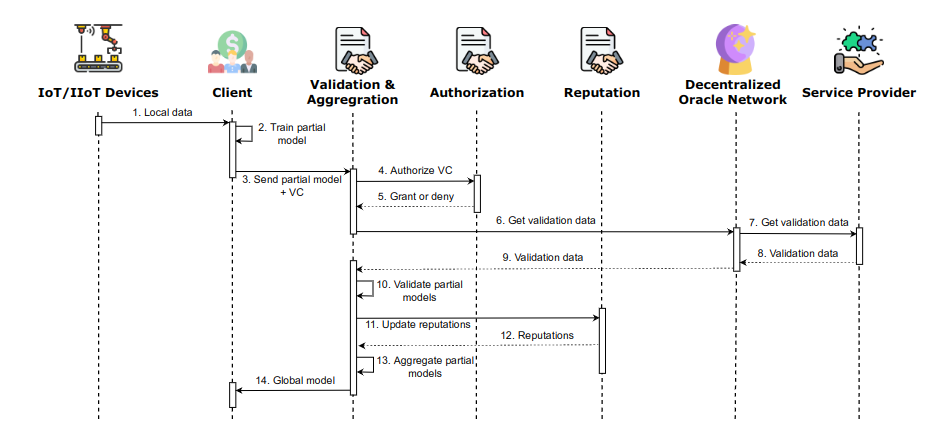 IoT/IIoT Devices
Client
Validation &
Aggregration
Authorization
Reputation
Decentralized
Oracle Network
Service Provider
1. Local data
2. Train partial
model
3. Send partial model
+ VC
4. Authorize VC
5. Grant or deny
6. Get validation data
7. Get validation data
8. Validation data
9. Validation data
10. Validate partial
models
11. Update reputations
12. Reputations
13. Aggregate partial
models
14. Global model